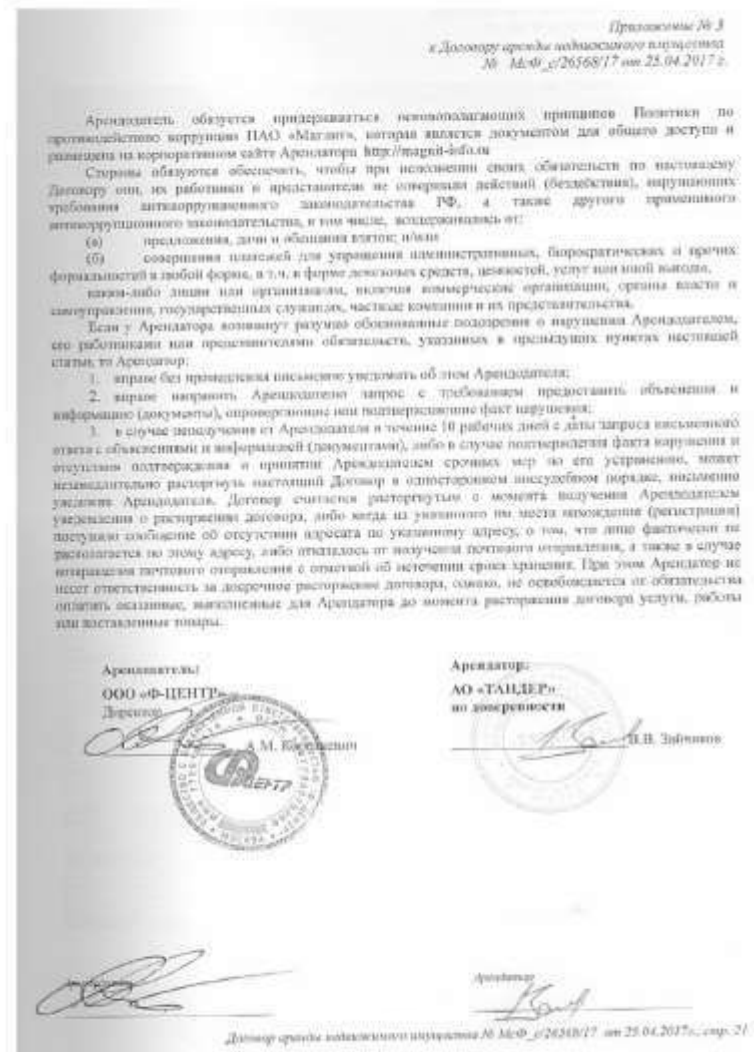 Приложение № 3
к Договору аренды недвижимого имущества
№ МсФ_с/26568/17 от 25.04.2017 г.
Арендодатель обязуется придерживаться основополагающих принципов Политики по
противодействию коррупции ПАО «Магнит», которая является документом для общего доступа и
размещена на корпоративном сайте Арендатора http://magnit-info.ru
Стороны обязуются обеспечить, чтобы при исполнении своих обязательств по настоящему
Договору они, их работники и представители не совершали действий (бездействия), нарушающих
требования антикоррупционного законодательства РФ, а также другого применимого
антикоррупционного законодательства, в том числе, воздерживались от:
(а) предложения, дачи и обещания взяток; и/или
(б) совершения платежей для упрощения административных, бюрократических и прочих
формальностей в любой форме, в т.ч. в форме денежных средств, ценностей, услуг или иной выгоды,
каким-либо лицам или организациям, включая коммерческие организации, органы власти и
самоуправления, государственных служащих, частные компании и их представительства.
Если у Арендатора возникнут разумно обоснованные подозрения о нарушении Арендодателем,
его работниками или представителями обязательств, указанных в предыдущих пунктах настоящей
статьи, то Арендатор:
1. вправе без промедления письменно уведомить об этом Арендодателя;
2. вправе направить Арендодателю запрос с требованием предоставить объяснения и
информацию (документы), опровергающие или подтверждающие факт нарушения;
3. в случае неполучения от Арендодателя в течение 10 рабочих дней с даты запроса письменного
ответа с объяснениями и информацией (документами), либо в случае подтверждения факта нарушения и
отсутствия подтверждения о принятии Арендодателем срочных мер по его устранению, может
незамедлительно расторгнуть настоящий Договор в одностороннем внесудебном порядке, письменно
уведомив Арендодателя. Договор считается расторгнутым с момента получения Арендодателем
уведомления о расторжении договора, либо когда из указанного им места нахождения (регистрации)
поступило сообщение об отсутствии адресата по указанному адресу, о том, что лицо фактически не
располагается по этому адресу, либо отказалось от получения почтового отправления, а также в случае
возвращения почтового отправления с отметкой об истечении срока хранения. При этом Арендатор не
несет ответственность за досрочное расторжение договора, однако, не освобождается от обязательства
оплатить оказанные, выполненные для Арендатора до момента расторжения договора услуги, работы
или поставленные товары.
Арендодатель:
ООО «Ф-ЦЕНТР»
Директор
А.М.
Арендатор:
АО «ТАНДЕР»
по доверенности
В.В. Зайчиков
ЦЕНТР
Арендатор
Договор аренды недвижимого имущества № МсФ_с/26568/17 от 25.04.2017г., стр. 21